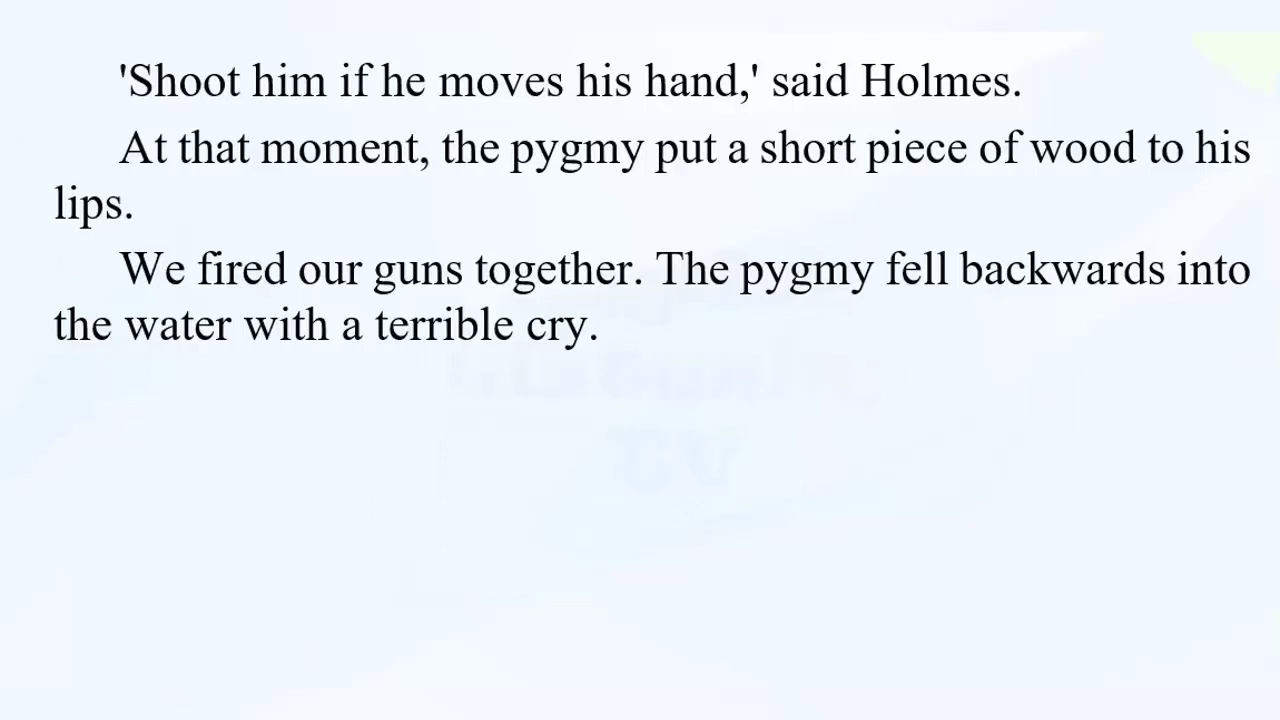 'Shoot him if he moves his hand,' said Holmes.
At that moment, the pygmy put a short piece of wood to his
lips.
We fired our guns together. The pygmy fell backwards into
the water with a terrible cry.